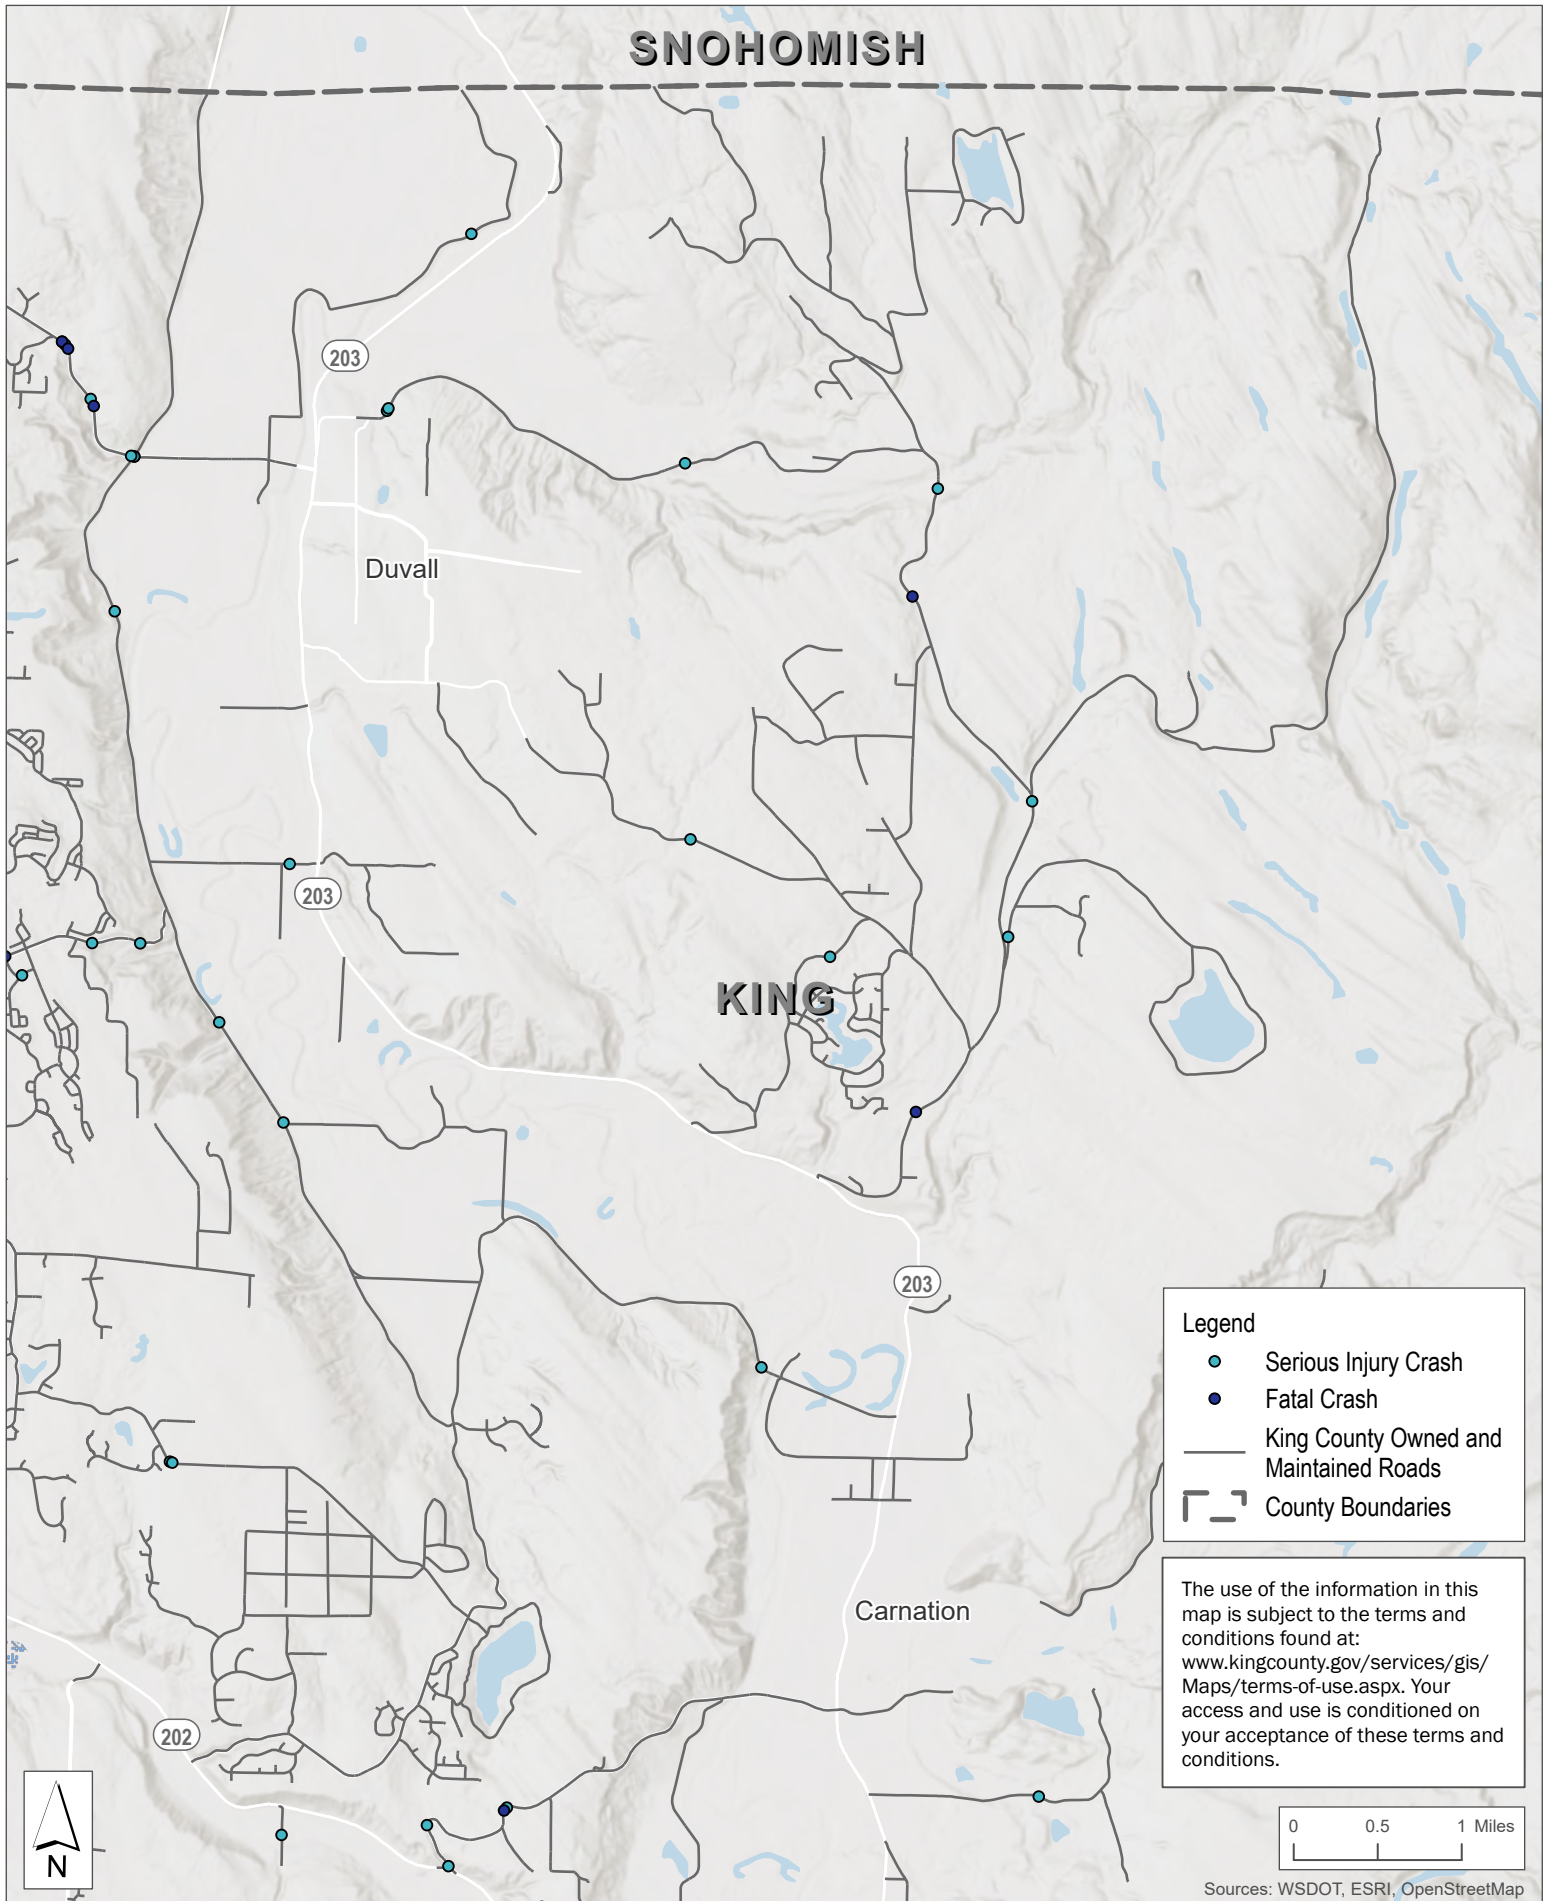 SNOHOMISH
203
Duvall
203
KING
203
Legend
Serious Injury Crash
Fatal Crash
King County Owned and
Maintained Roads
County Boundaries
Carnation
The use of the information in this
map is subject to the terms and
conditions found at:
www.kingcounty.gov/services/gis/
Maps/terms-of-use.aspx. Your
access and use is conditioned on
your acceptance of these terms and
conditions.
202
N
0 0.5 1 Miles
Sources: WSDOT, ESRI, OpenStreetMap